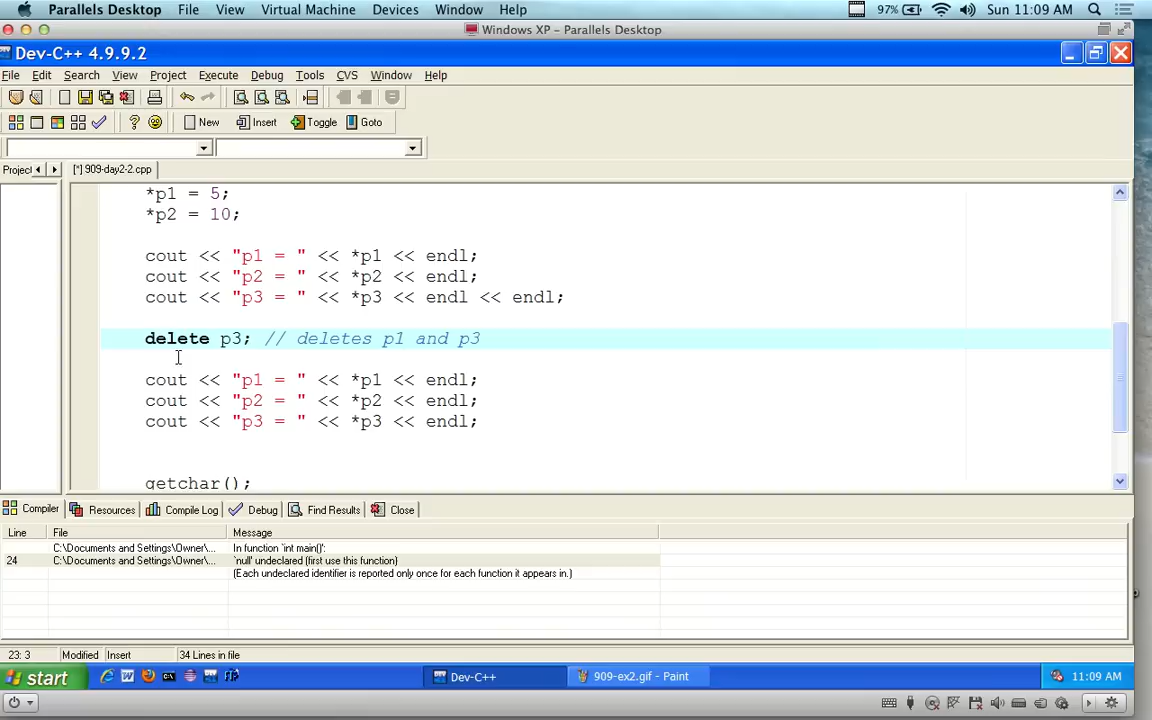 Parallels Desktop File View Virtual Machine Devices Window Help 97% Sun 11:09 AM
Windows XP - Parallels Desktop
Dev-C++ 4.9.9.2
File Edit Search View Project Execute Debug Tools CVS Window Help
New Insert Toggle Goto
Project [*] 909-day2-2.cpp
*p1 = 5;
*p2 = 10;
cout << "p1 = " << *p1 << endl;
cout << "p2 = " << *p2 << endl;
cout << "p3 = " << *p3 << endl << endl;
delete p3; // deletes p1 and p3
cout << "p1 = " << *p1 << endl;
cout << "p2 = " << *p2 << endl;
cout << "p3 = " << *p3 << endl;
getchar();
Compiler Resources Compile Log Debug Find Results Close
Line File Message
C:\Documents and Settings\Owner\... In function `int main()':
24 C:\Documents and Settings\Owner\... `null' undeclared (first use this function)
(Each undeclared identifier is reported only once for each function it appears in.)
23: 3 Modified Insert 34 Lines in file
start Dev-C++ 909-ex2.gif - Paint 11:09 AM